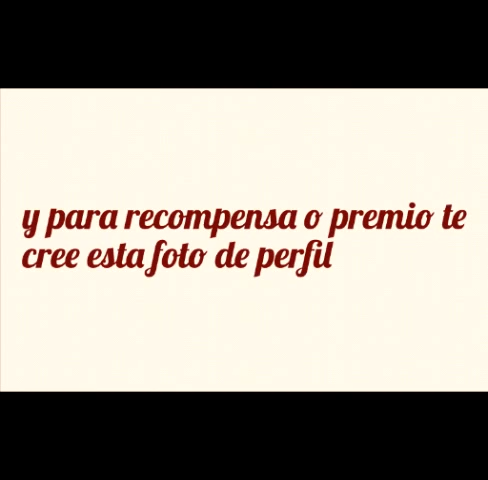 y para recompensa o premio te
cree esta foto de perfil